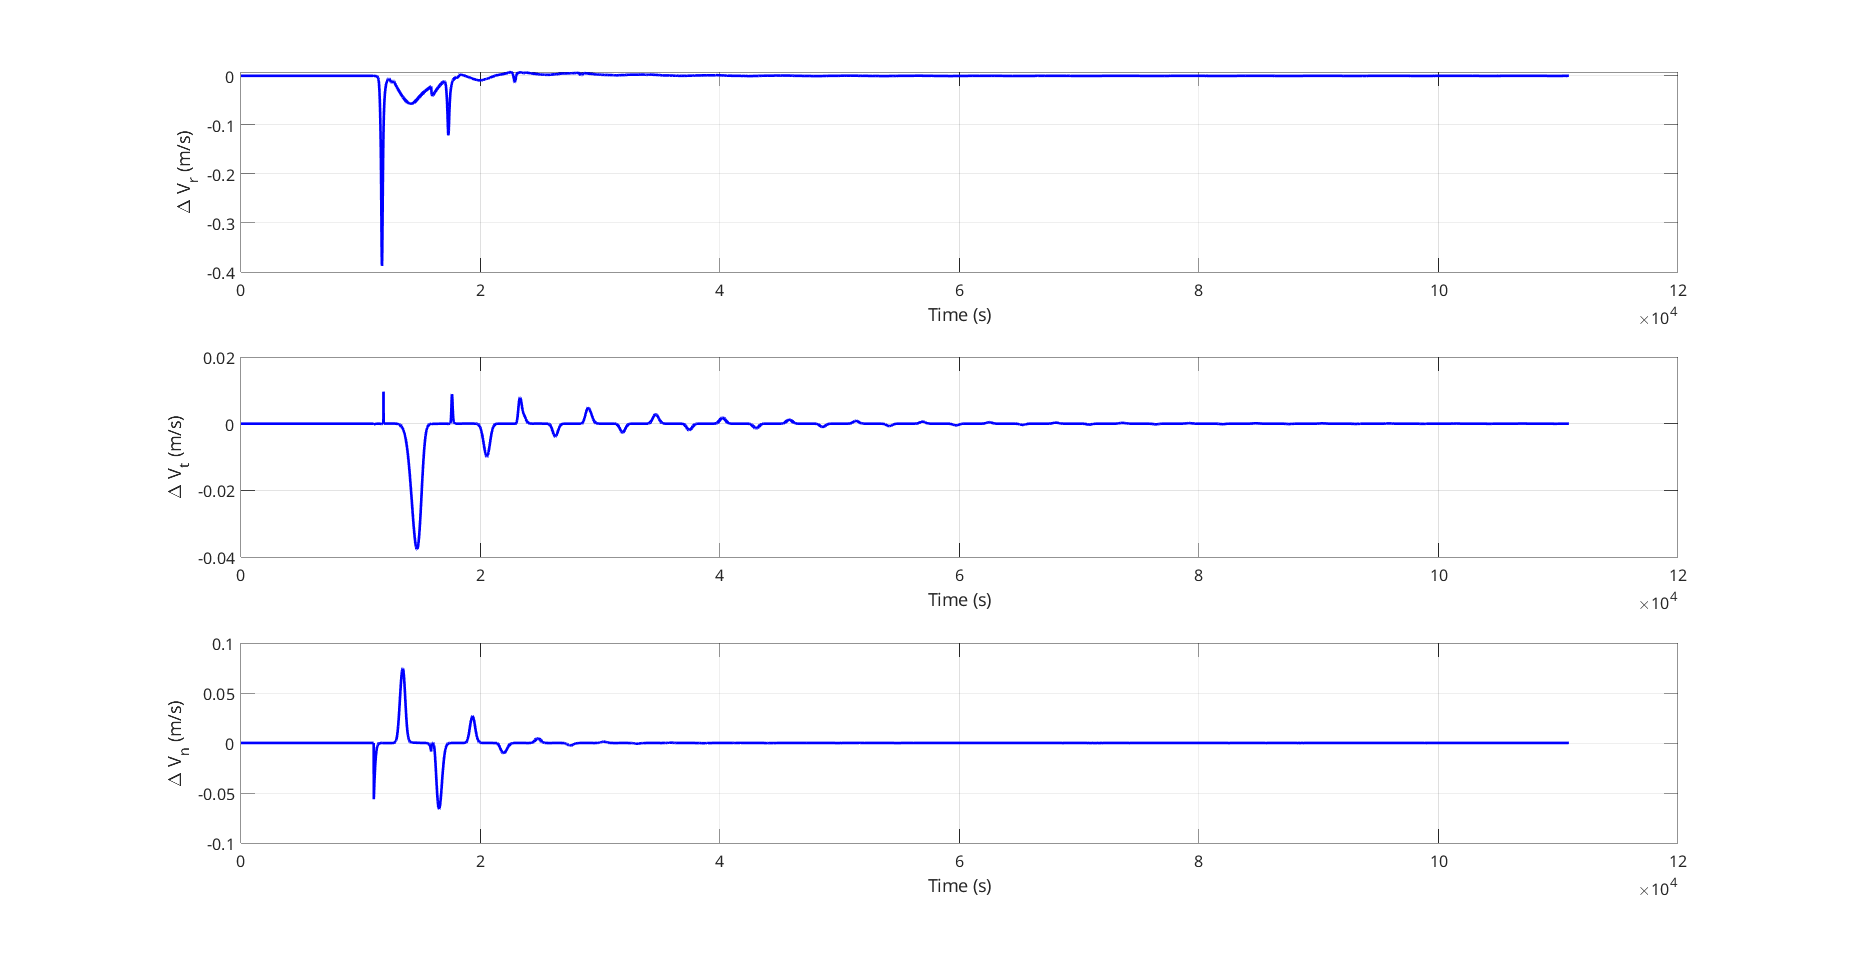 0
-0.1
-0.2
-0.3
-0.4
Δ V_r (m/s)
0 2 4 6 8 10 12
Time (s)
×10^4
0.02
0
-0.02
-0.04
Δ V_t (m/s)
0 2 4 6 8 10 12
Time (s)
×10^4
0.1
0.05
0
-0.05
-0.1
Δ V_n (m/s)
0 2 4 6 8 10 12
Time (s)
×10^4